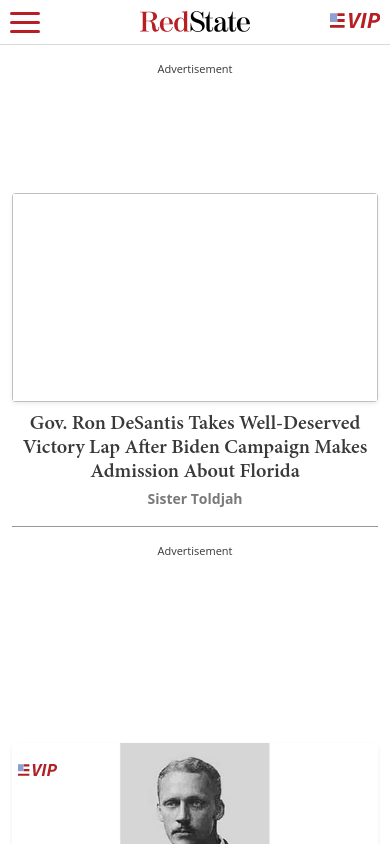 RedState
VIP
Advertisement
Gov. Ron DeSantis Takes Well-Deserved
Victory Lap After Biden Campaign Makes
Admission About Florida
Sister Toldjah
Advertisement
VIP